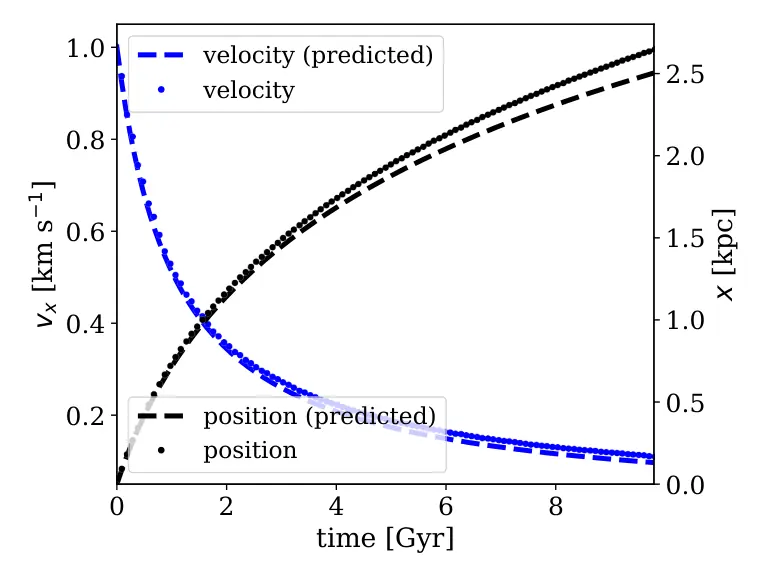 1.0
0.8
0.6
0.4
0.2
v_x [km s⁻¹]
velocity (predicted)
velocity
position (predicted)
position
2.5
2.0
1.5
1.0
0.5
0.0
x [kpc]
0 2 4 6 8
time [Gyr]